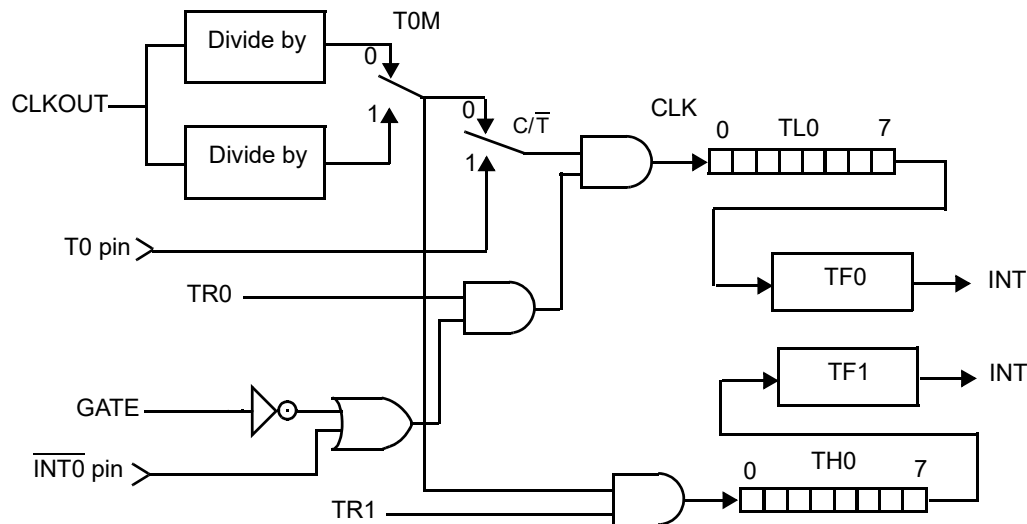 T0M
Divide by
0
CLKOUT
1
Divide by
0
C/T̅
1
CLK
0 TL0 7
T0 pin
TR0
TF0
INT
TF1
INT
GATE
I̅N̅T̅0̅ pin
0 TH0 7
TR1